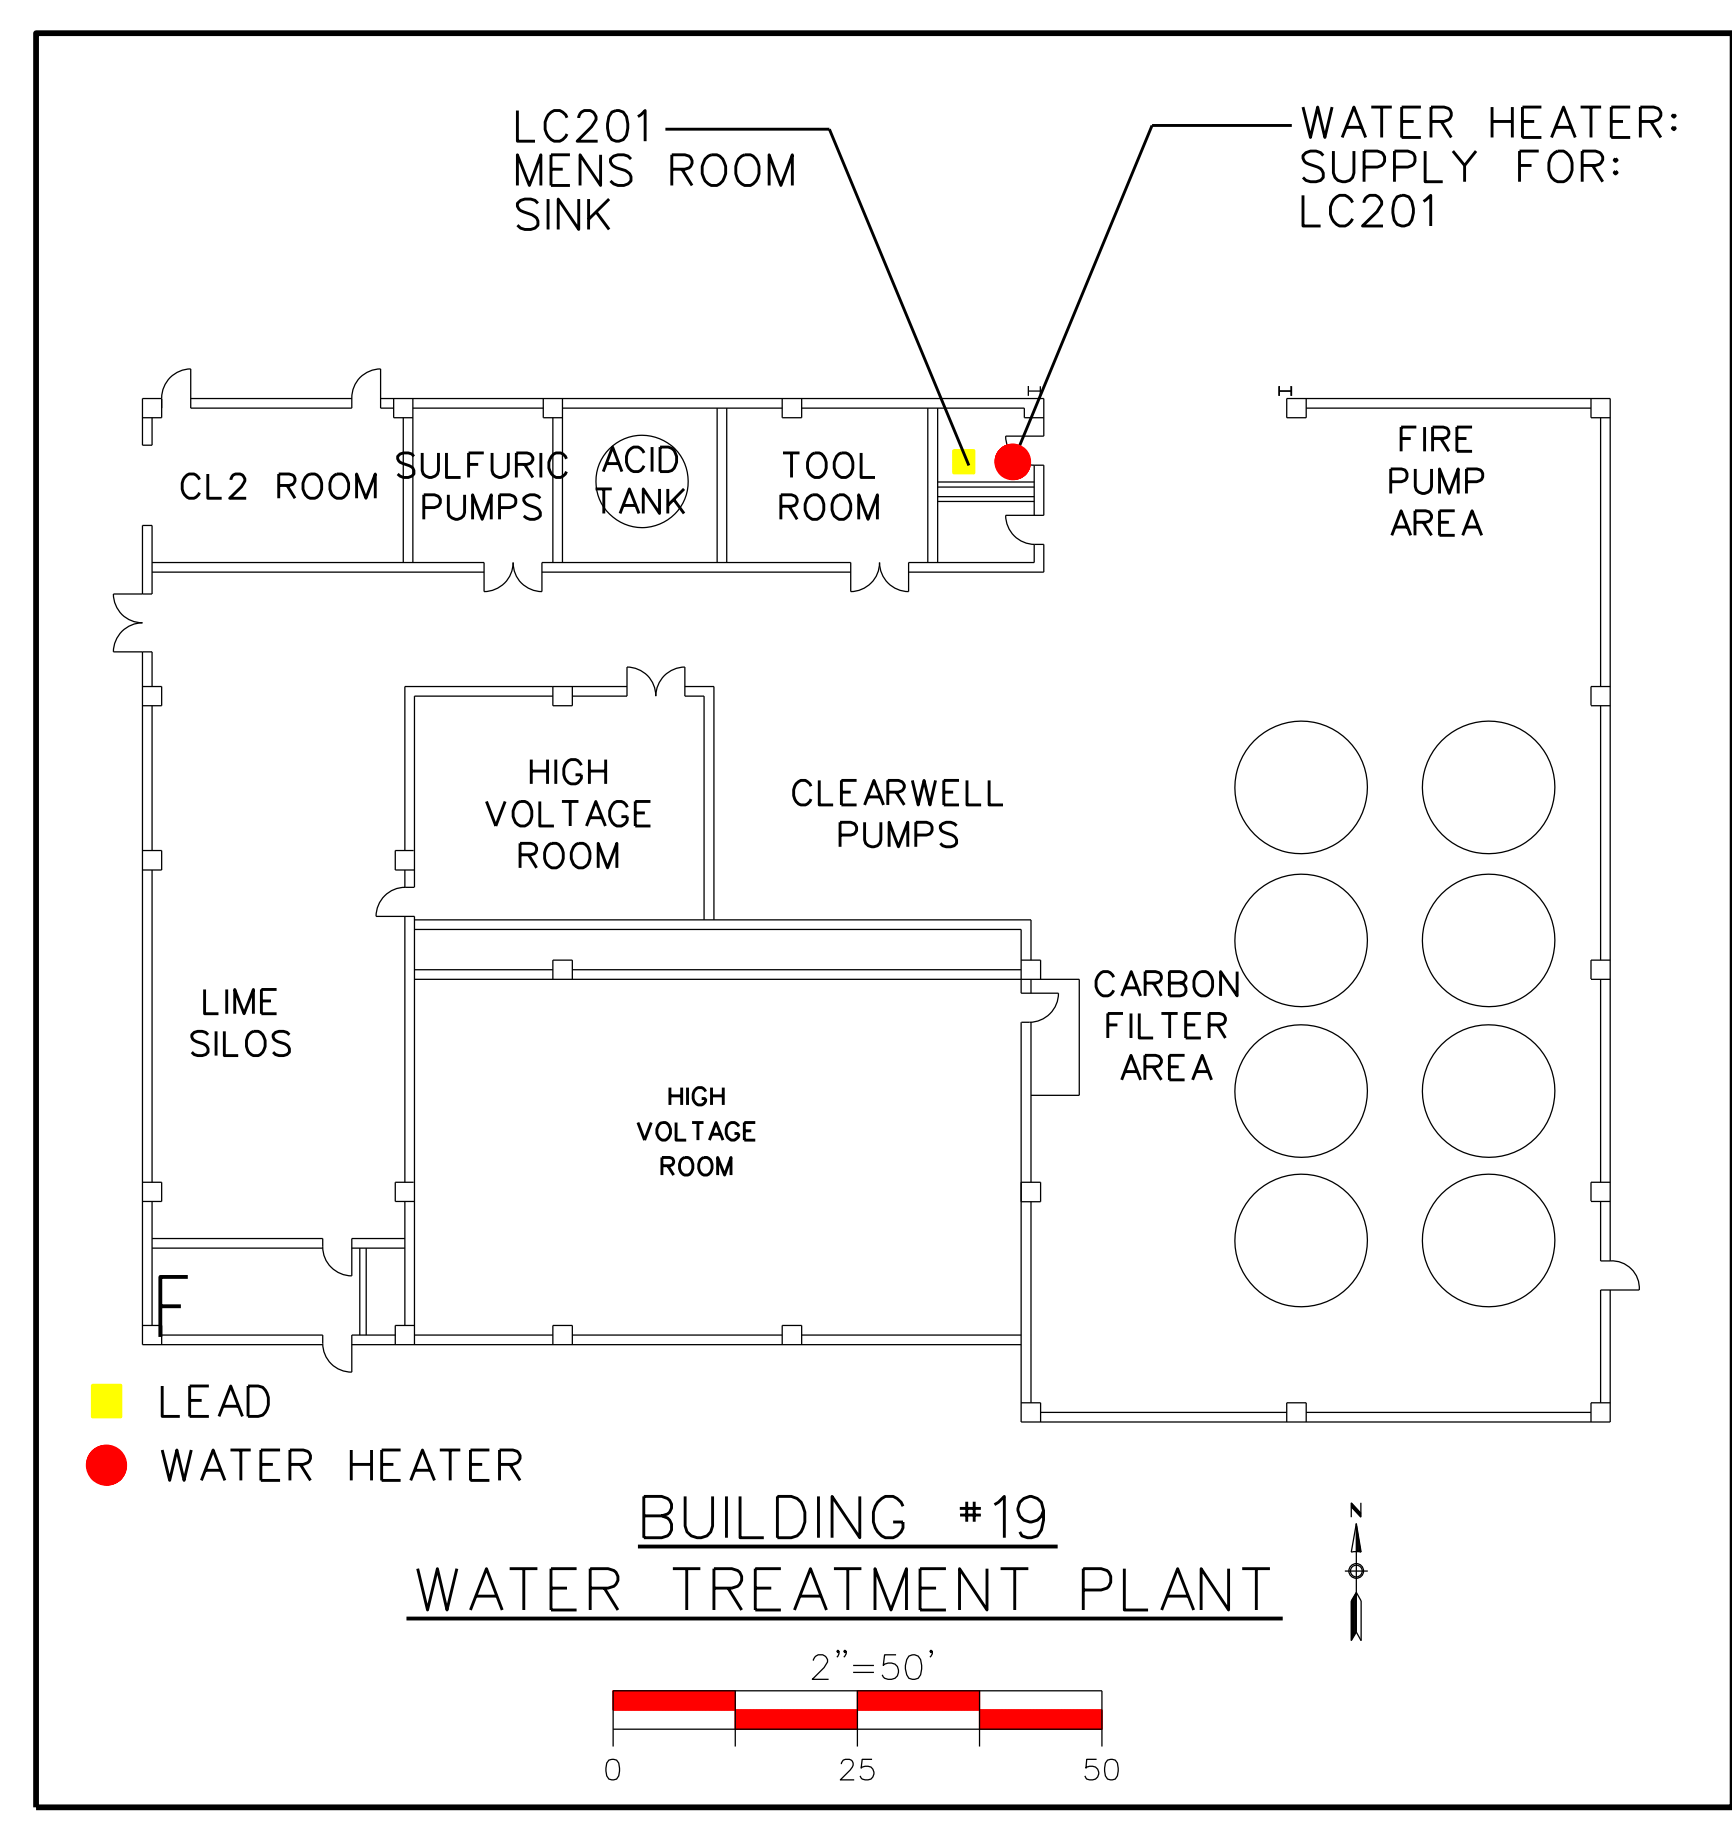 LC201
MENS ROOM
SINK
WATER HEATER:
SUPPLY FOR:
LC201
CL2 ROOM
SULFURIC
PUMPS
ACID
TANK
TOOL
ROOM
FIRE
PUMP
AREA
HIGH
VOLTAGE
ROOM
CLEARWELL
PUMPS
LIME
SILOS
CARBON
FILTER
AREA
HIGH
VOLTAGE
ROOM
F
LEAD
WATER HEATER
BUILDING #19
WATER TREATMENT PLANT
N
2"=50'
0 25 50